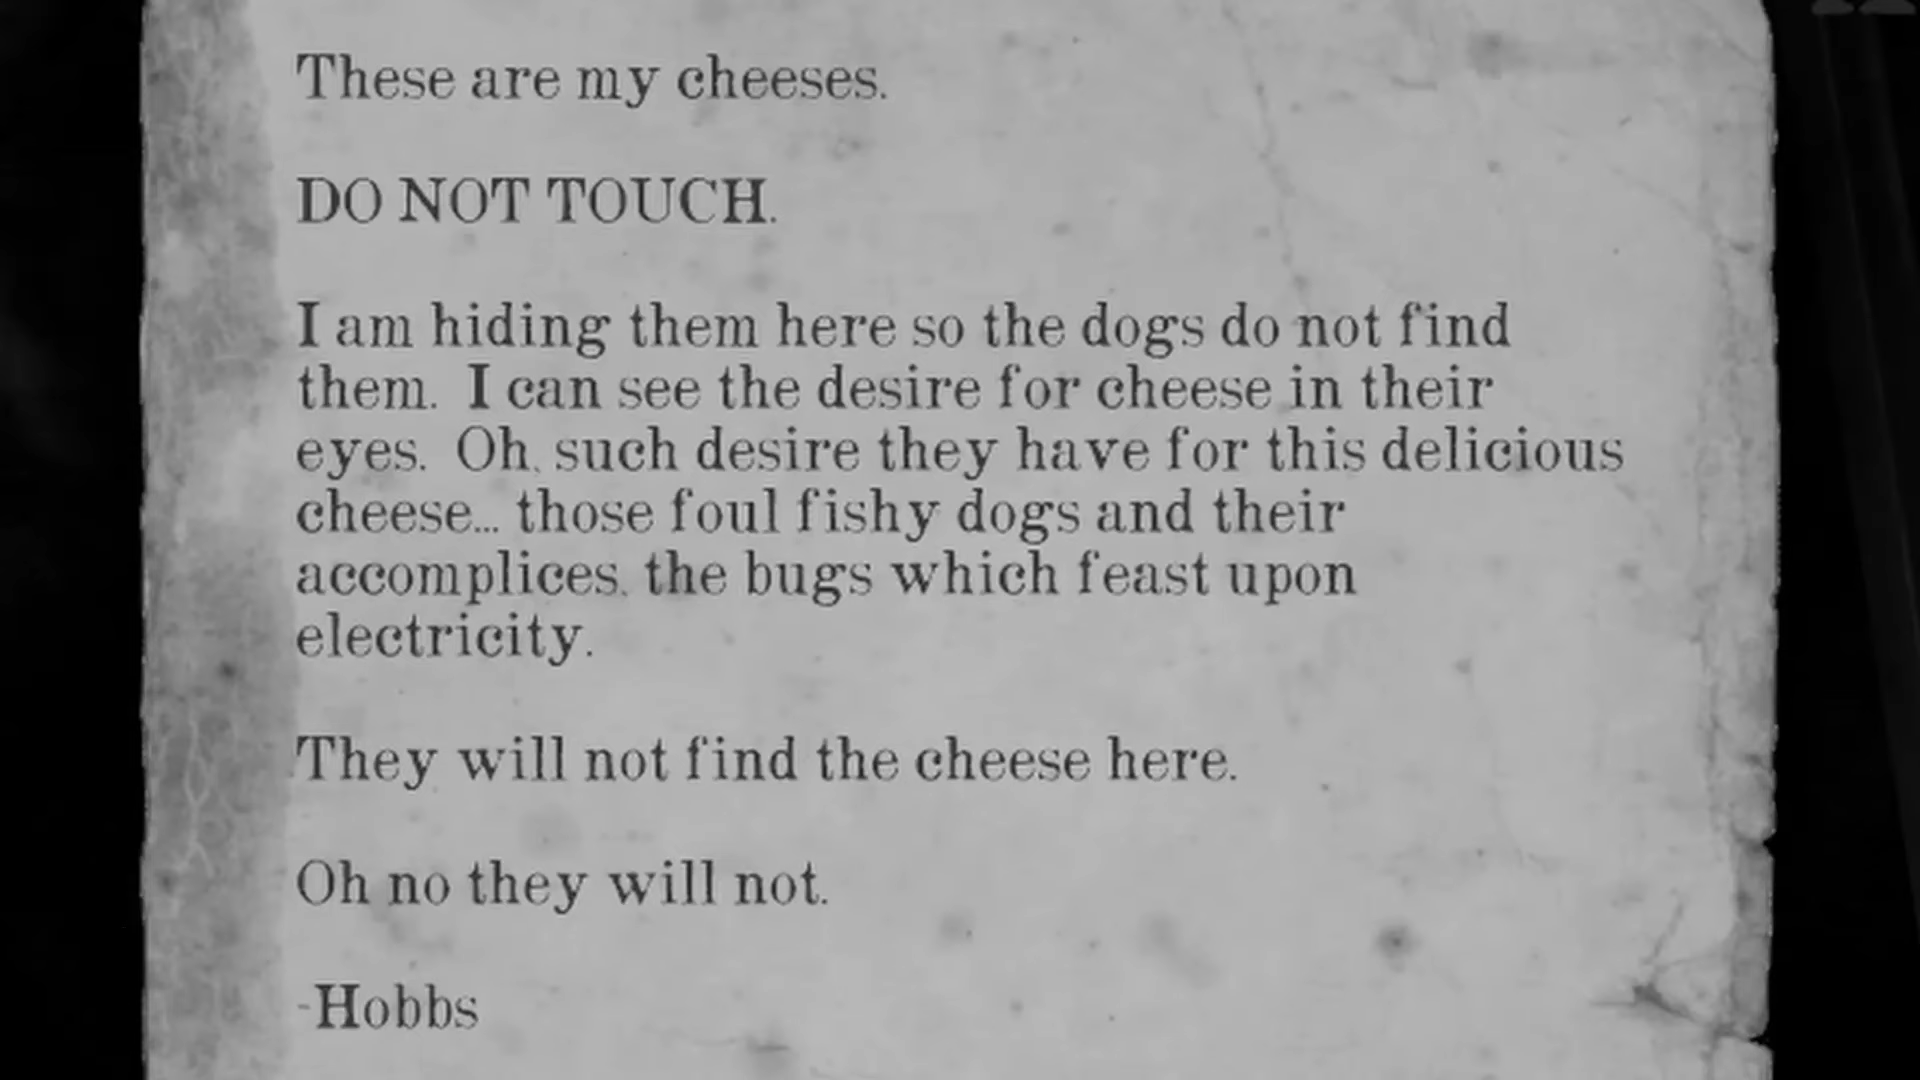 These are my cheeses.
DO NOT TOUCH.
I am hiding them here so the dogs do not find
them. I can see the desire for cheese in their
eyes. Oh, such desire they have for this delicious
cheese... those foul fishy dogs and their
accomplices, the bugs which feast upon
electricity.
They will not find the cheese here.
Oh no they will not.
-Hobbs